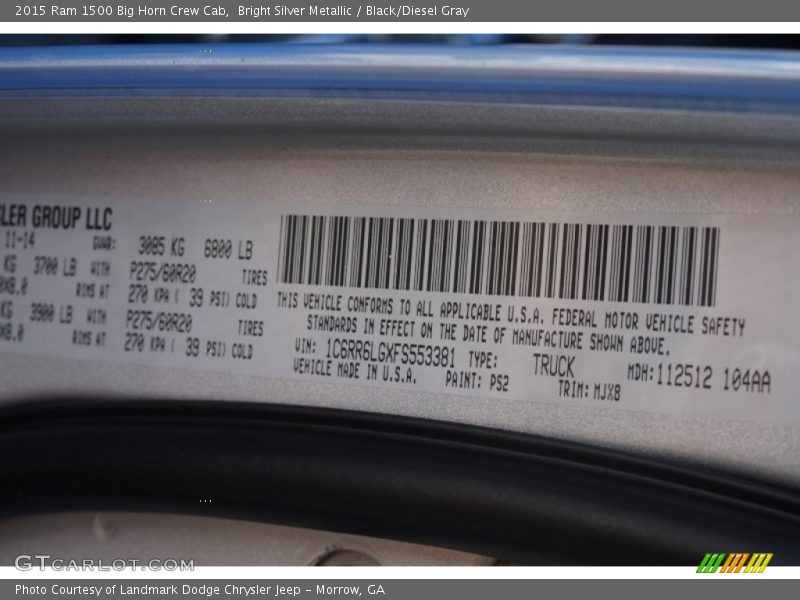 2015 Ram 1500 Big Horn Crew Cab,  Bright Silver Metallic / Black/Diesel Gray
LER GROUP LLC
11-14 GVWR: 3085 KG 6800 LB
KG 3700 LB WITH P275/60R20 TIRES
0X8.0 RIMS AT 270 KPA ( 39 PSI) COLD
KG 3900 LB WITH P275/60R20 TIRES
0X8.0 RIMS AT 270 KPA ( 39 PSI) COLD
THIS VEHICLE CONFORMS TO ALL APPLICABLE U.S.A. FEDERAL MOTOR VEHICLE SAFETY
STANDARDS IN EFFECT ON THE DATE OF MANUFACTURE SHOWN ABOVE.
VIN: 1C6RR6LGXFS553381 TYPE: TRUCK MDH: 112512 104AA
VEHICLE MADE IN U.S.A. PAINT: PS2 TRIM: MJX8
GTCARLOT.COM
Photo Courtesy of Landmark Dodge Chrysler Jeep – Morrow, GA